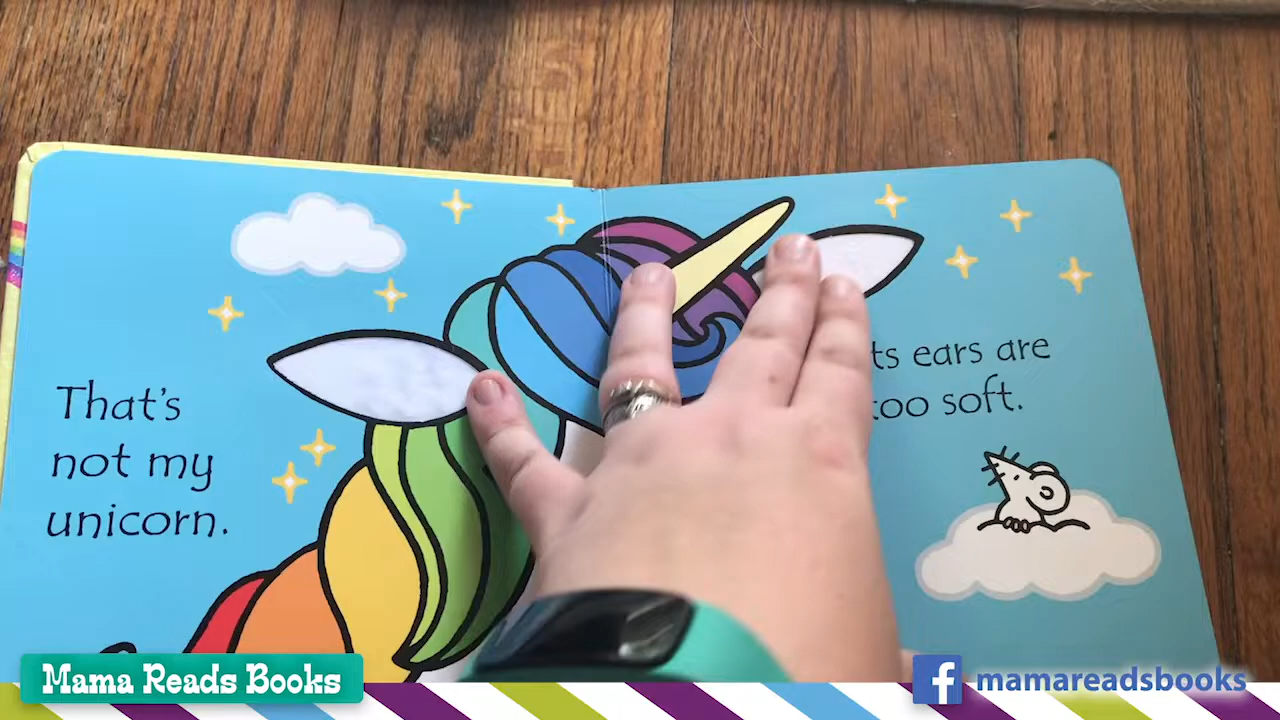 That's
not my
unicorn.
ts ears are
too soft.
Mama Reads Books
f mamareadsbooks